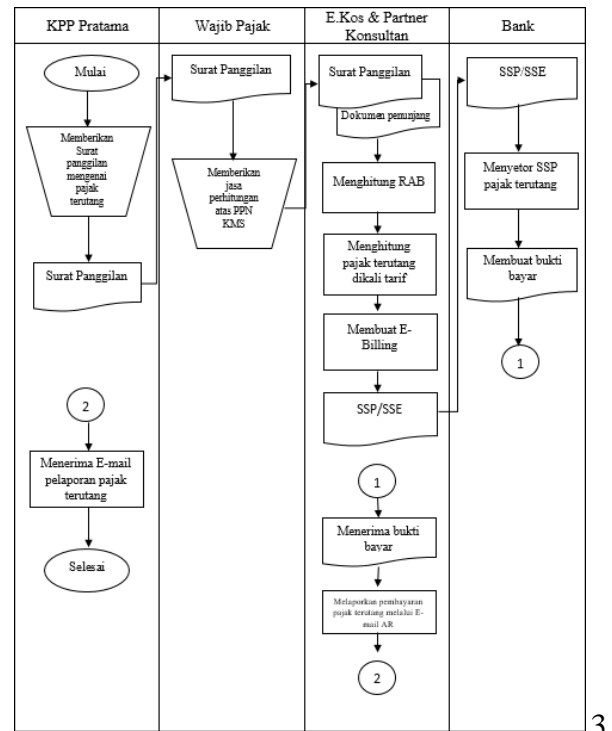 KPP Pratama
Mulai
Memberikan
Surat
panggilan
mengenai
pajak
terutang
Surat Panggilan
2
Menerima E-mail
pelaporan pajak
terutang
Selesai
Wajib Pajak
Surat Panggilan
Memberikan
jasa
perhitungan
atas PPN
KMS
E.Kos & Partner
Konsultan
Surat Panggilan
Dokumen penunjang
Menghitung RAB
Menghitung
pajak terutang
dikali tarif
Membuat E-
Billing
SSP/SSE
1
Menerima bukti
bayar
Melaporkan pembayaran
pajak terutang melalui E-
mail AR
2
Bank
SSP/SSE
Menyetor SSP
pajak terutang
Membuat bukti
bayar
1
3